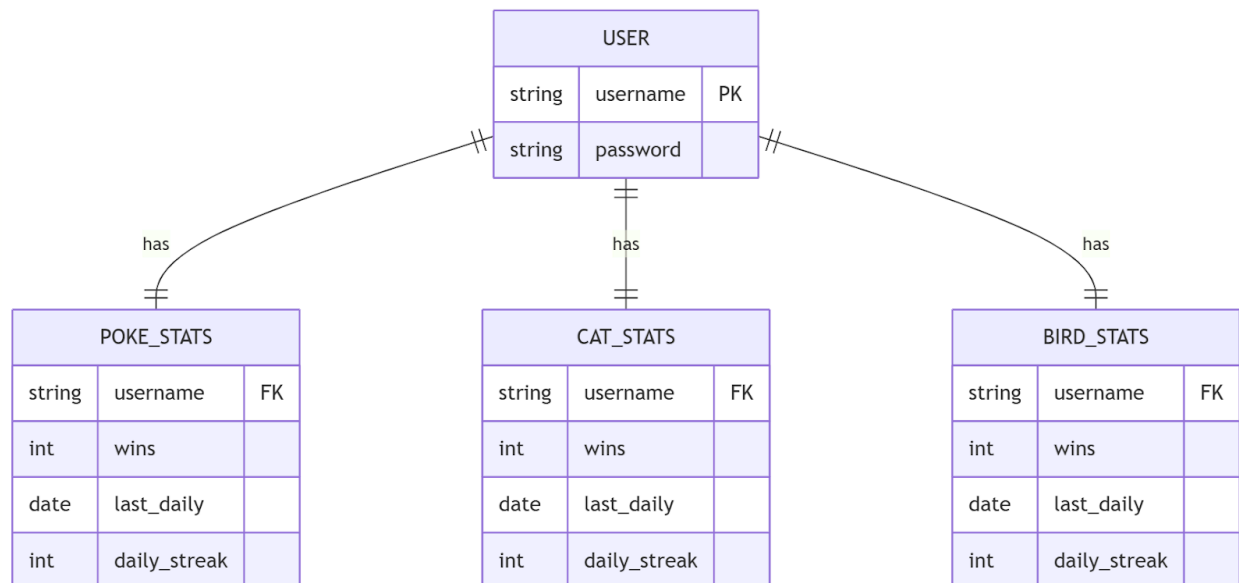 USER
string username PK
string password
has has has
POKE_STATS CAT_STATS BIRD_STATS
string username FK string username FK string username FK
int wins int wins int wins
date last_daily date last_daily date last_daily
int daily_streak int daily_streak int daily_streak